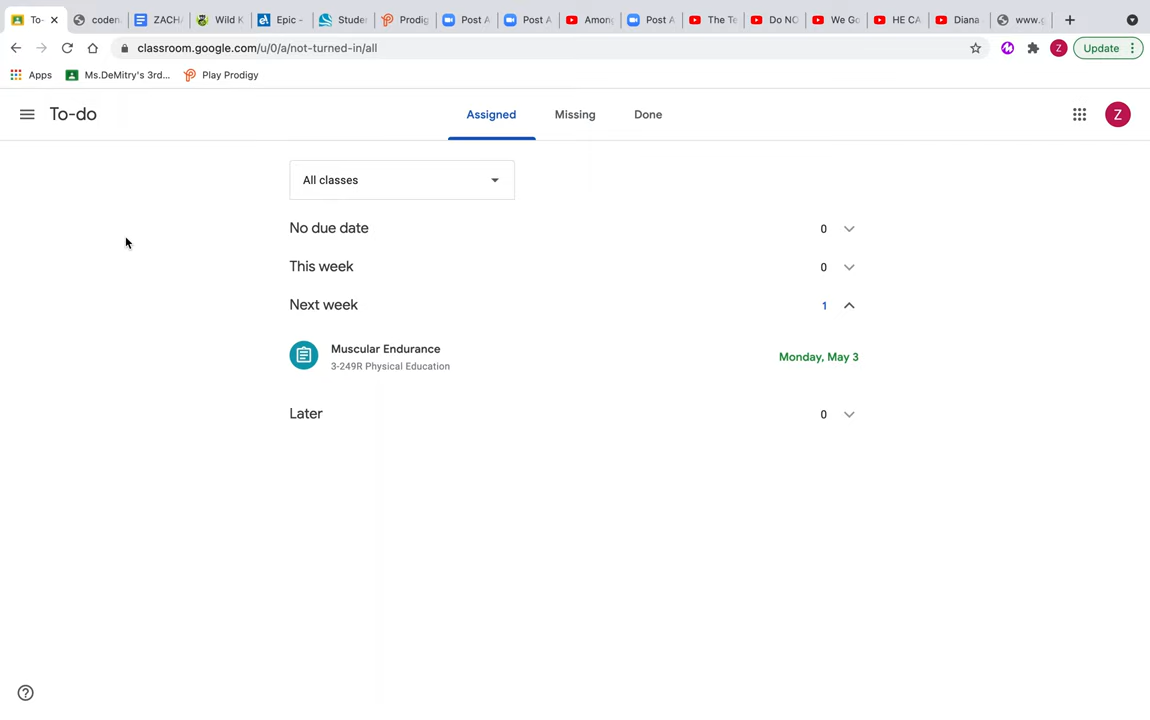 To-
coden
ZACHA
Wild K
Epic -
Stude
Prodig
Post A
Post A
Among
Post A
The Te
Do NO
We Go
HE CA
Diana
www.g
classroom.google.com/u/0/a/not-turned-in/all
Z
Update
Apps
Ms.DeMitry's 3rd...
Play Prodigy
To-do
Assigned
Missing
Done
Z
All classes
No due date 0
This week 0
Next week 1
Muscular Endurance
3-249R Physical Education
Monday, May 3
Later 0